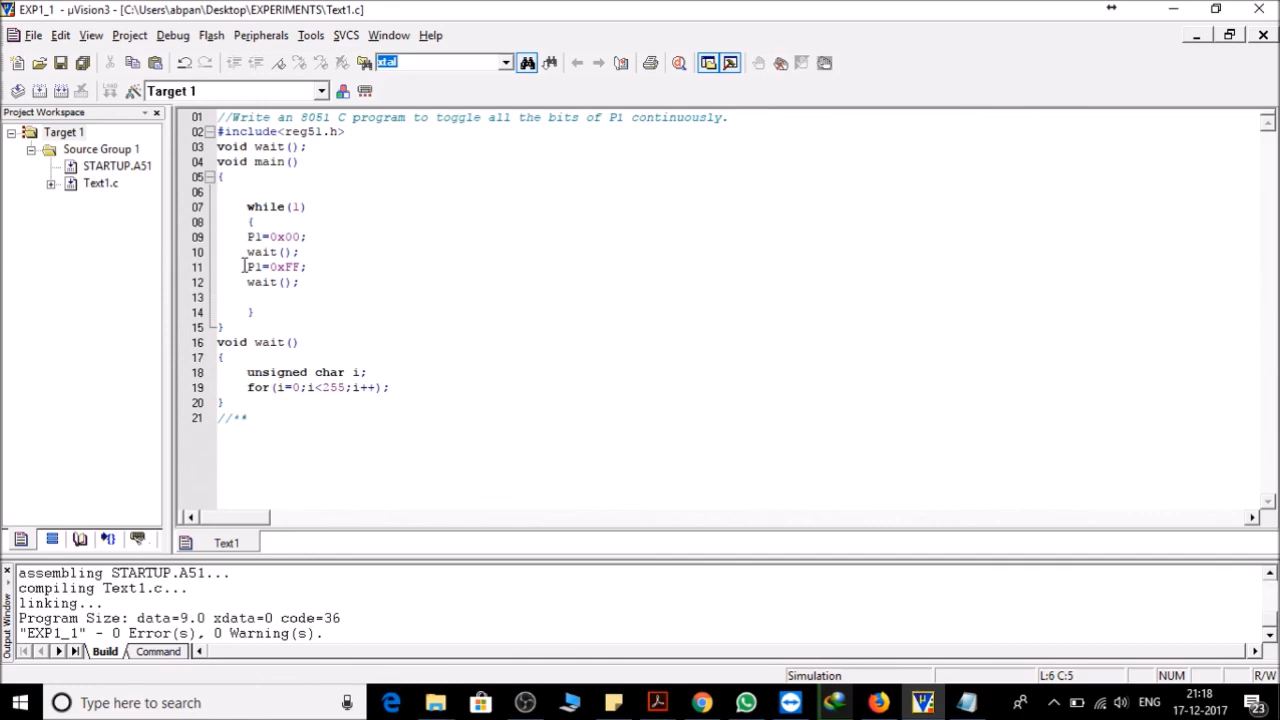 EXP1_1 - µVision3 - [C:\Users\abpan\Desktop\EXPERIMENTS\Text1.c]
File Edit View Project Debug Flash Peripherals Tools SVCS Window Help
xtal
Target 1
Project Workspace
Target 1
Source Group 1
STARTUP.A51
Text1.c
01 //Write an 8051 C program to toggle all the bits of P1 continuously.
02 #include<reg51.h>
03 void wait();
04 void main()
05 {
06
07 while(1)
08 {
09 P1=0x00;
10 wait();
11 P1=0xFF;
12 wait();
13
14 }
15 }
16 void wait()
17 {
18 unsigned char i;
19 for(i=0;i<255;i++);
20 }
21 //**
Text1
Output Window
assembling STARTUP.A51...
compiling Text1.c...
linking...
Program Size: data=9.0 xdata=0 code=36
"EXP1_1" - 0 Error(s), 0 Warning(s).
Build Command
Simulation L:6 C:5 NUM R/W
Type here to search
ENG
21:18
17-12-2017
23